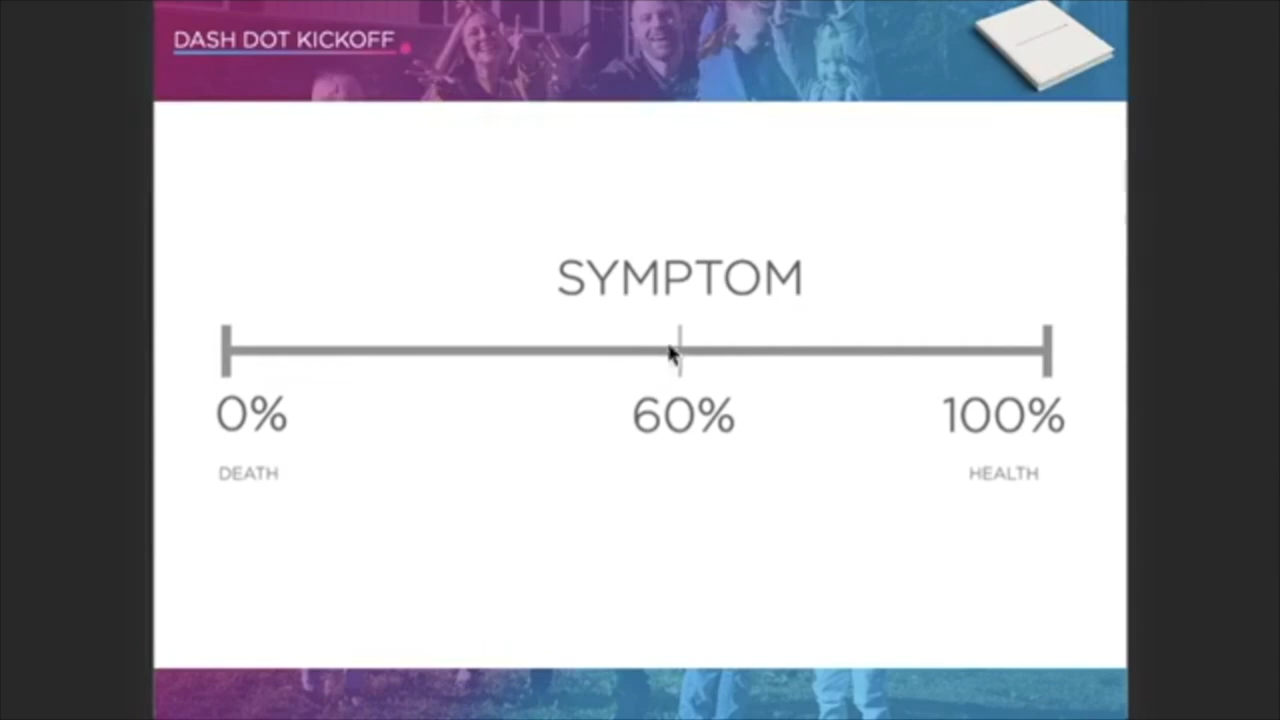 DASH DOT KICKOFF
SYMPTOM
0%
60%
100%
DEATH
HEALTH